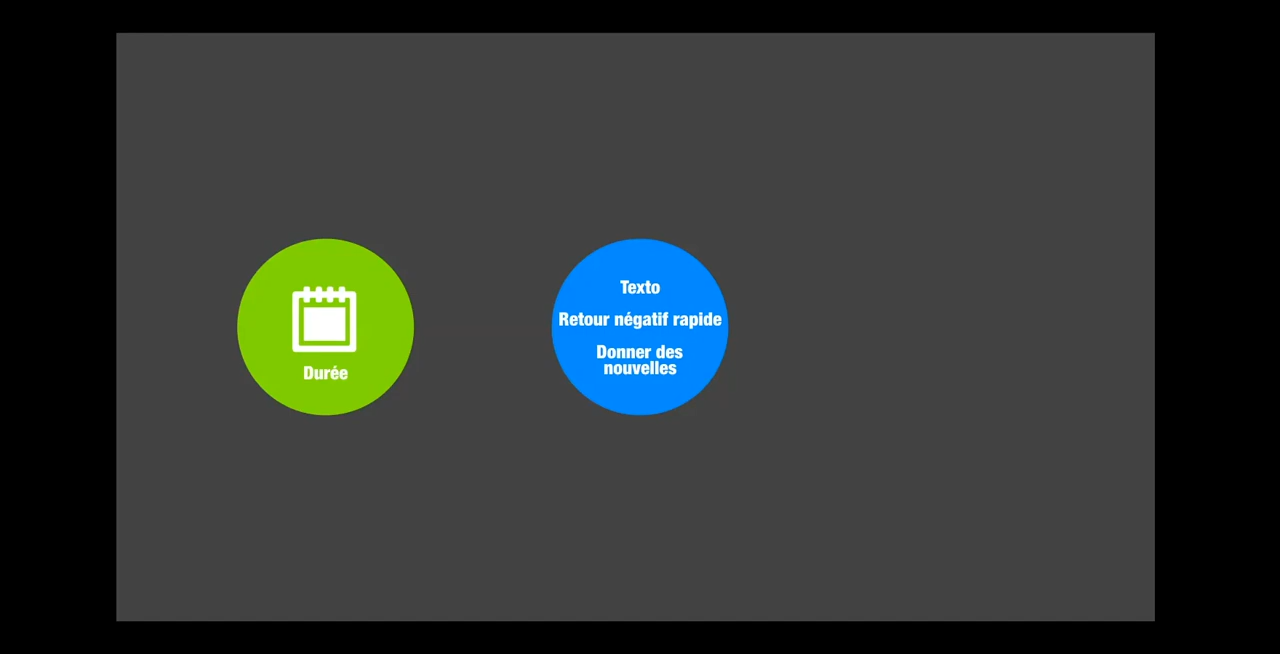 Durée
Texto
Retour négatif rapide
Donner des
nouvelles